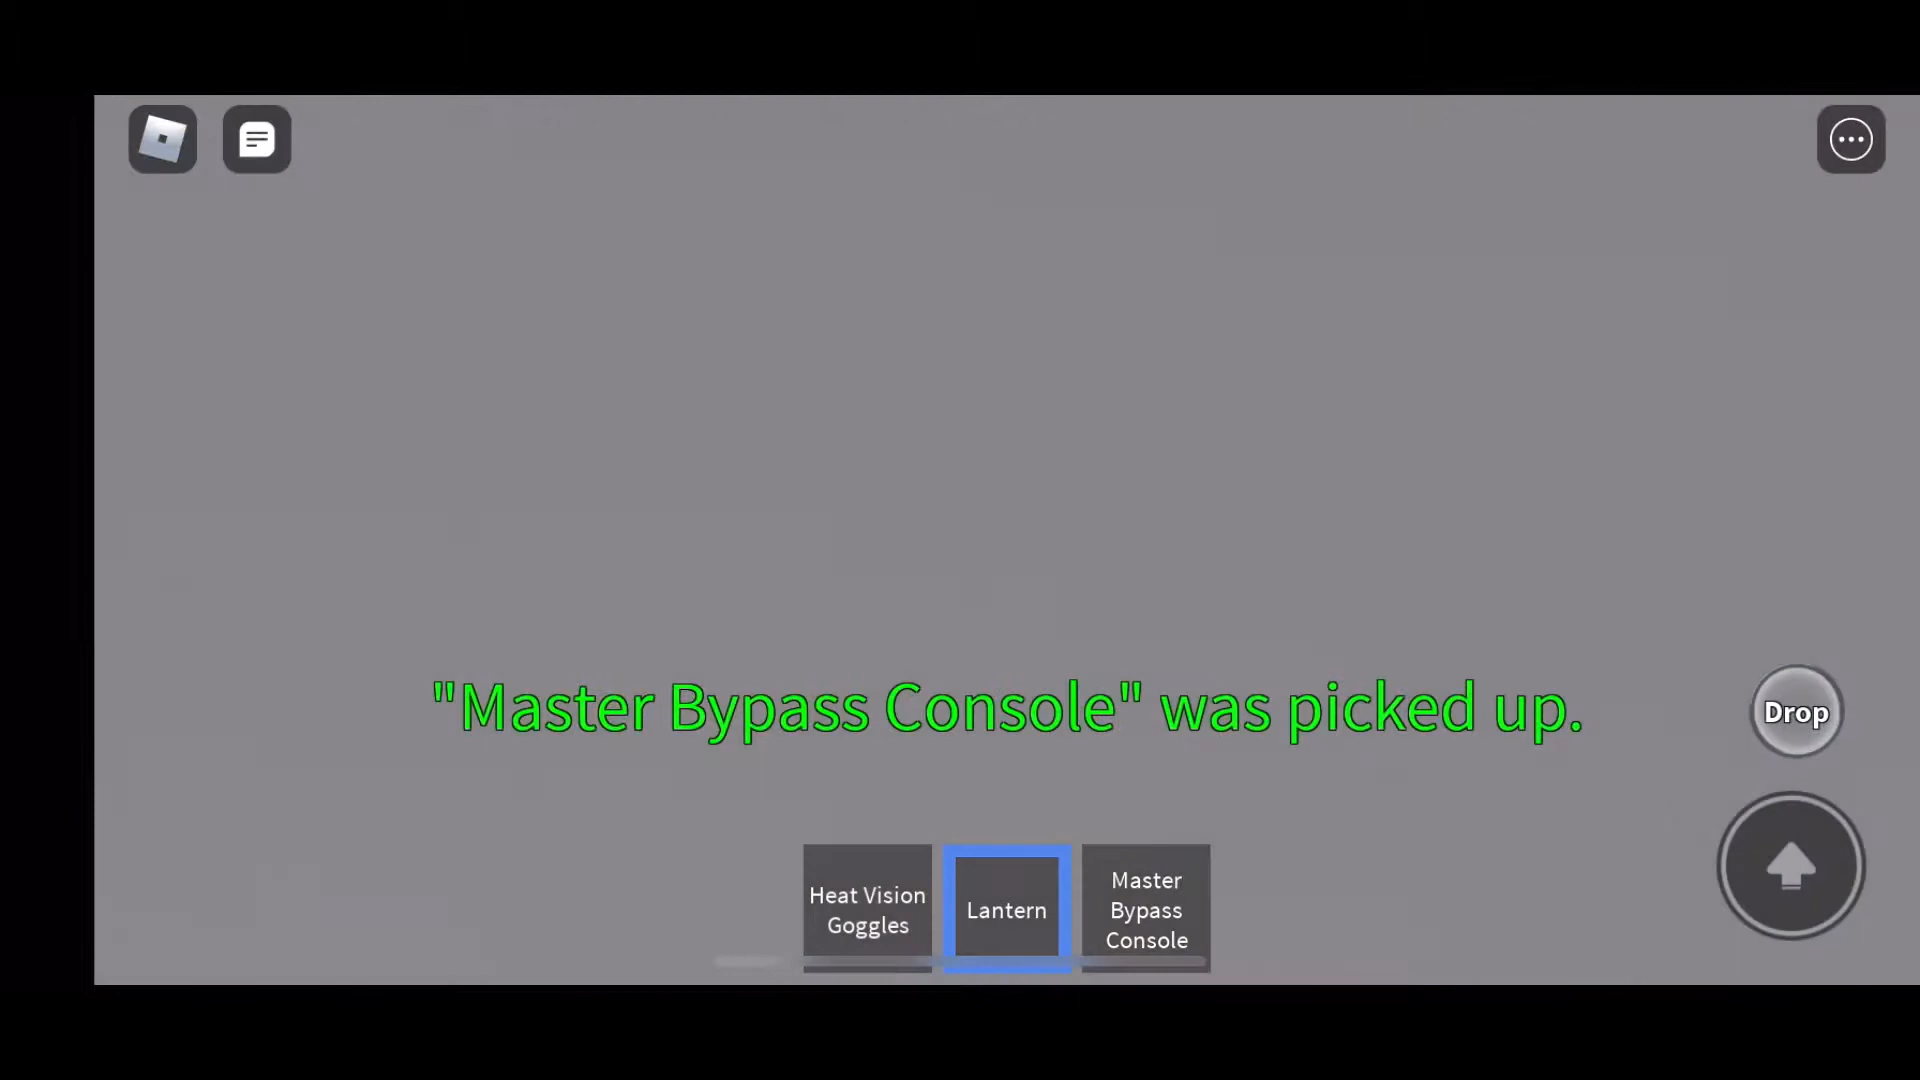 "Master Bypass Console" was picked up.
Drop
Heat Vision
Goggles
Lantern
Master
Bypass
Console